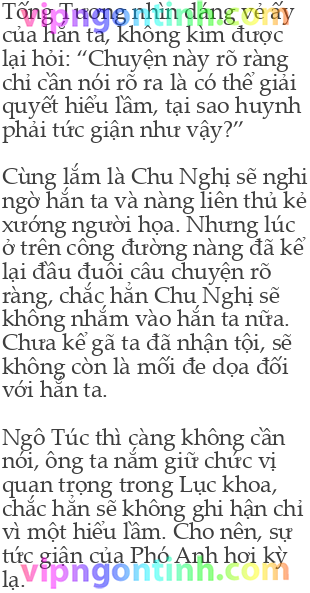 Tống Tương nhìn dáng vẻ ấy
của hắn ta, không kìm được
lại hỏi: “Chuyện này rõ ràng
chỉ cần nói rõ ra là có thể giải
quyết hiểu lầm, tại sao huynh
phải tức giận như vậy?”
Cùng lắm là Chu Nghị sẽ nghi
ngờ hắn ta và nàng liên thủ kẻ
xướng người họa. Nhưng lúc
ở trên công đường nàng đã kể
lại đầu đuôi câu chuyện rõ
ràng, chắc hẳn Chu Nghị sẽ
không nhắm vào hắn ta nữa.
Chưa kể gã ta đã nhận tội, sẽ
không còn là mối đe dọa đối
với hắn ta.
Ngô Túc thì càng không cần
nói, ông ta nắm giữ chức vị
quan trọng trong Lục khoa,
chắc hẳn sẽ không ghi hận chỉ
vì một hiểu lầm. Cho nên, sự
tức giận của Phó Anh hơi kỳ
lạ.
vipngontinh.com
vipngontinh.com
vipngontinh.com